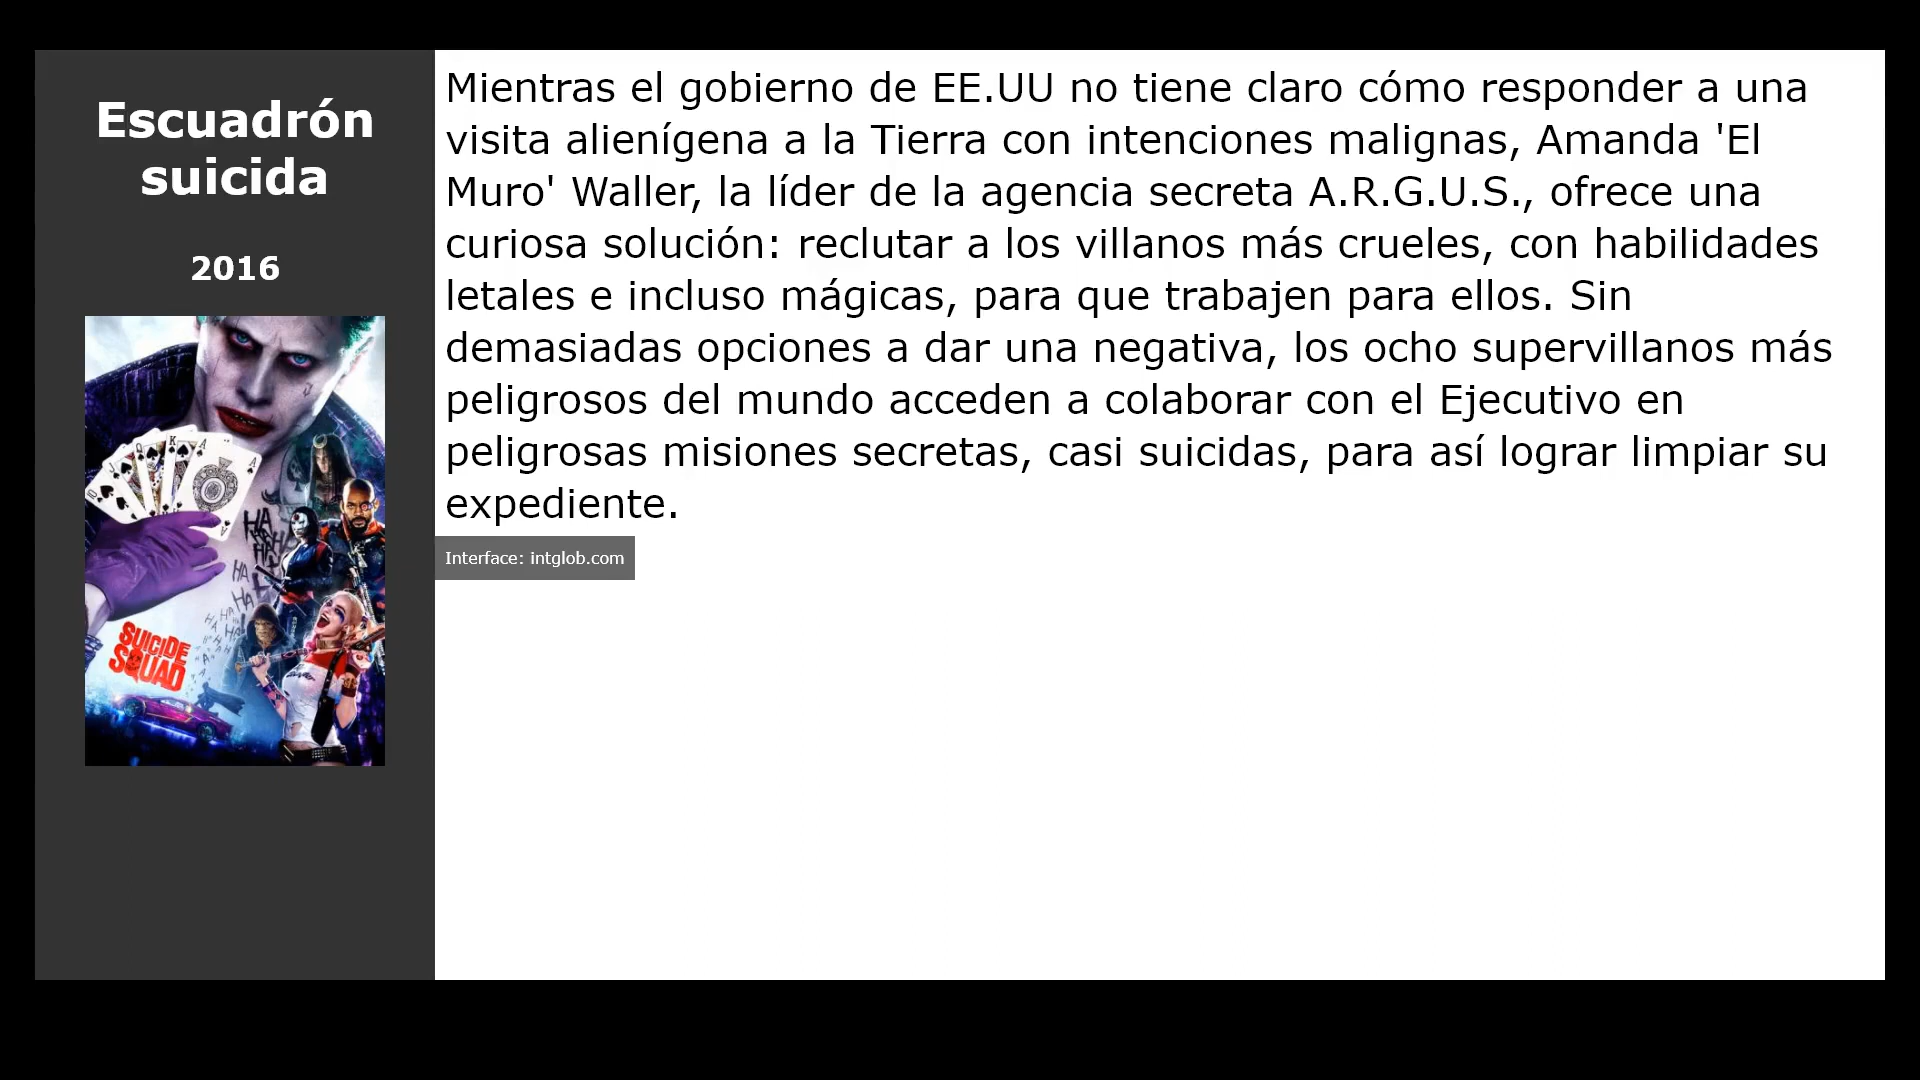 Escuadrón
suicida
2016
SUICIDE
SQUAD
Mientras el gobierno de EE.UU no tiene claro cómo responder a una
visita alienígena a la Tierra con intenciones malignas, Amanda 'El
Muro' Waller, la líder de la agencia secreta A.R.G.U.S., ofrece una
curiosa solución: reclutar a los villanos más crueles, con habilidades
letales e incluso mágicas, para que trabajen para ellos. Sin
demasiadas opciones a dar una negativa, los ocho supervillanos más
peligrosos del mundo acceden a colaborar con el Ejecutivo en
peligrosas misiones secretas, casi suicidas, para así lograr limpiar su
expediente.
Interface: intglob.com